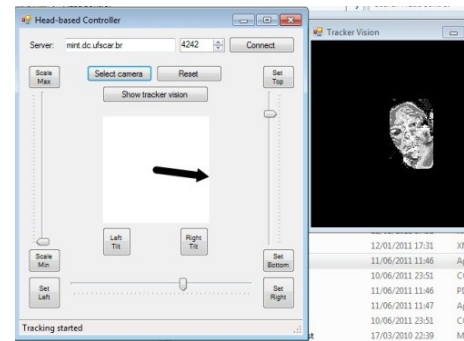 Head-based Controller
Server: mint.dc.ufscar.br 4242 Connect
Scale Max
Select camera
Reset
Set Top
Show tracker vision
Left Tilt
Right Tilt
Scale Min
Set Bottom
Set Left
Set Right
Tracking started
Tracker Vision
12/01/2011 17:31
11/06/2011 11:46
10/06/2011 23:51
11/06/2011 11:46
11/06/2011 11:47
10/06/2011 23:51
17/03/2010 22:39